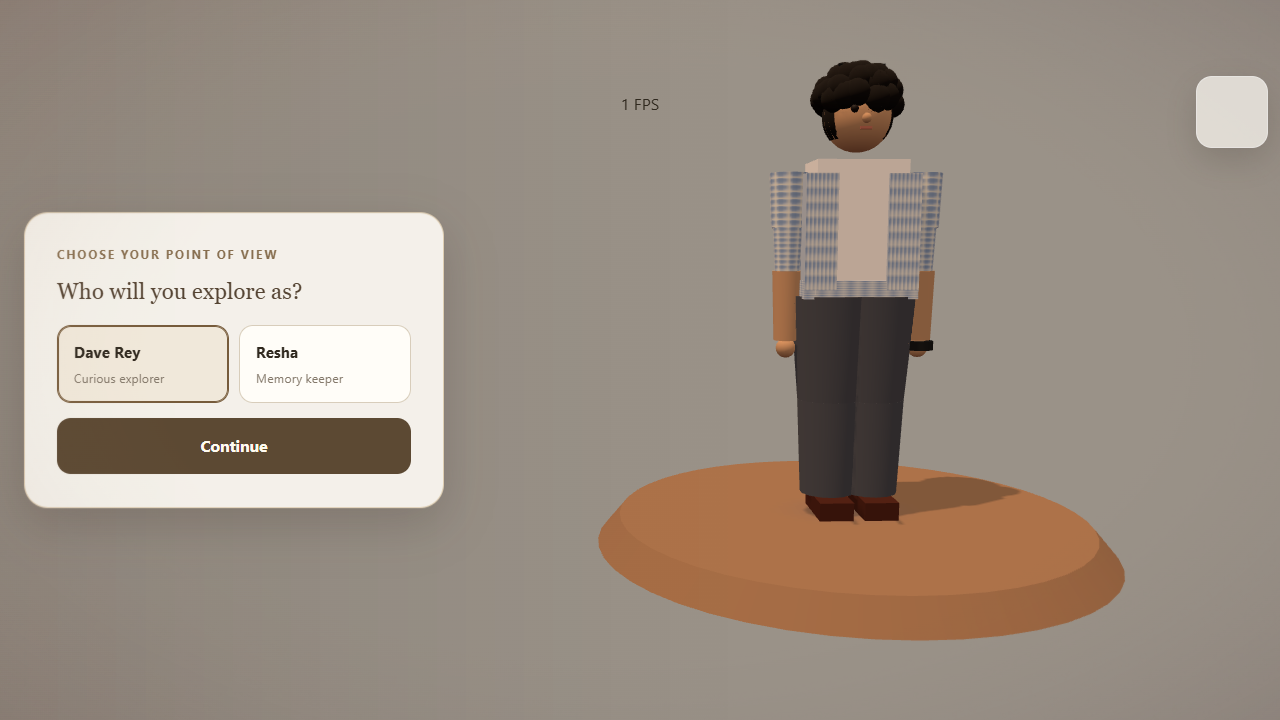 1 FPS
CHOOSE YOUR POINT OF VIEW
Who will you explore as?
Dave Rey
Curious explorer
Resha
Memory keeper
Continue